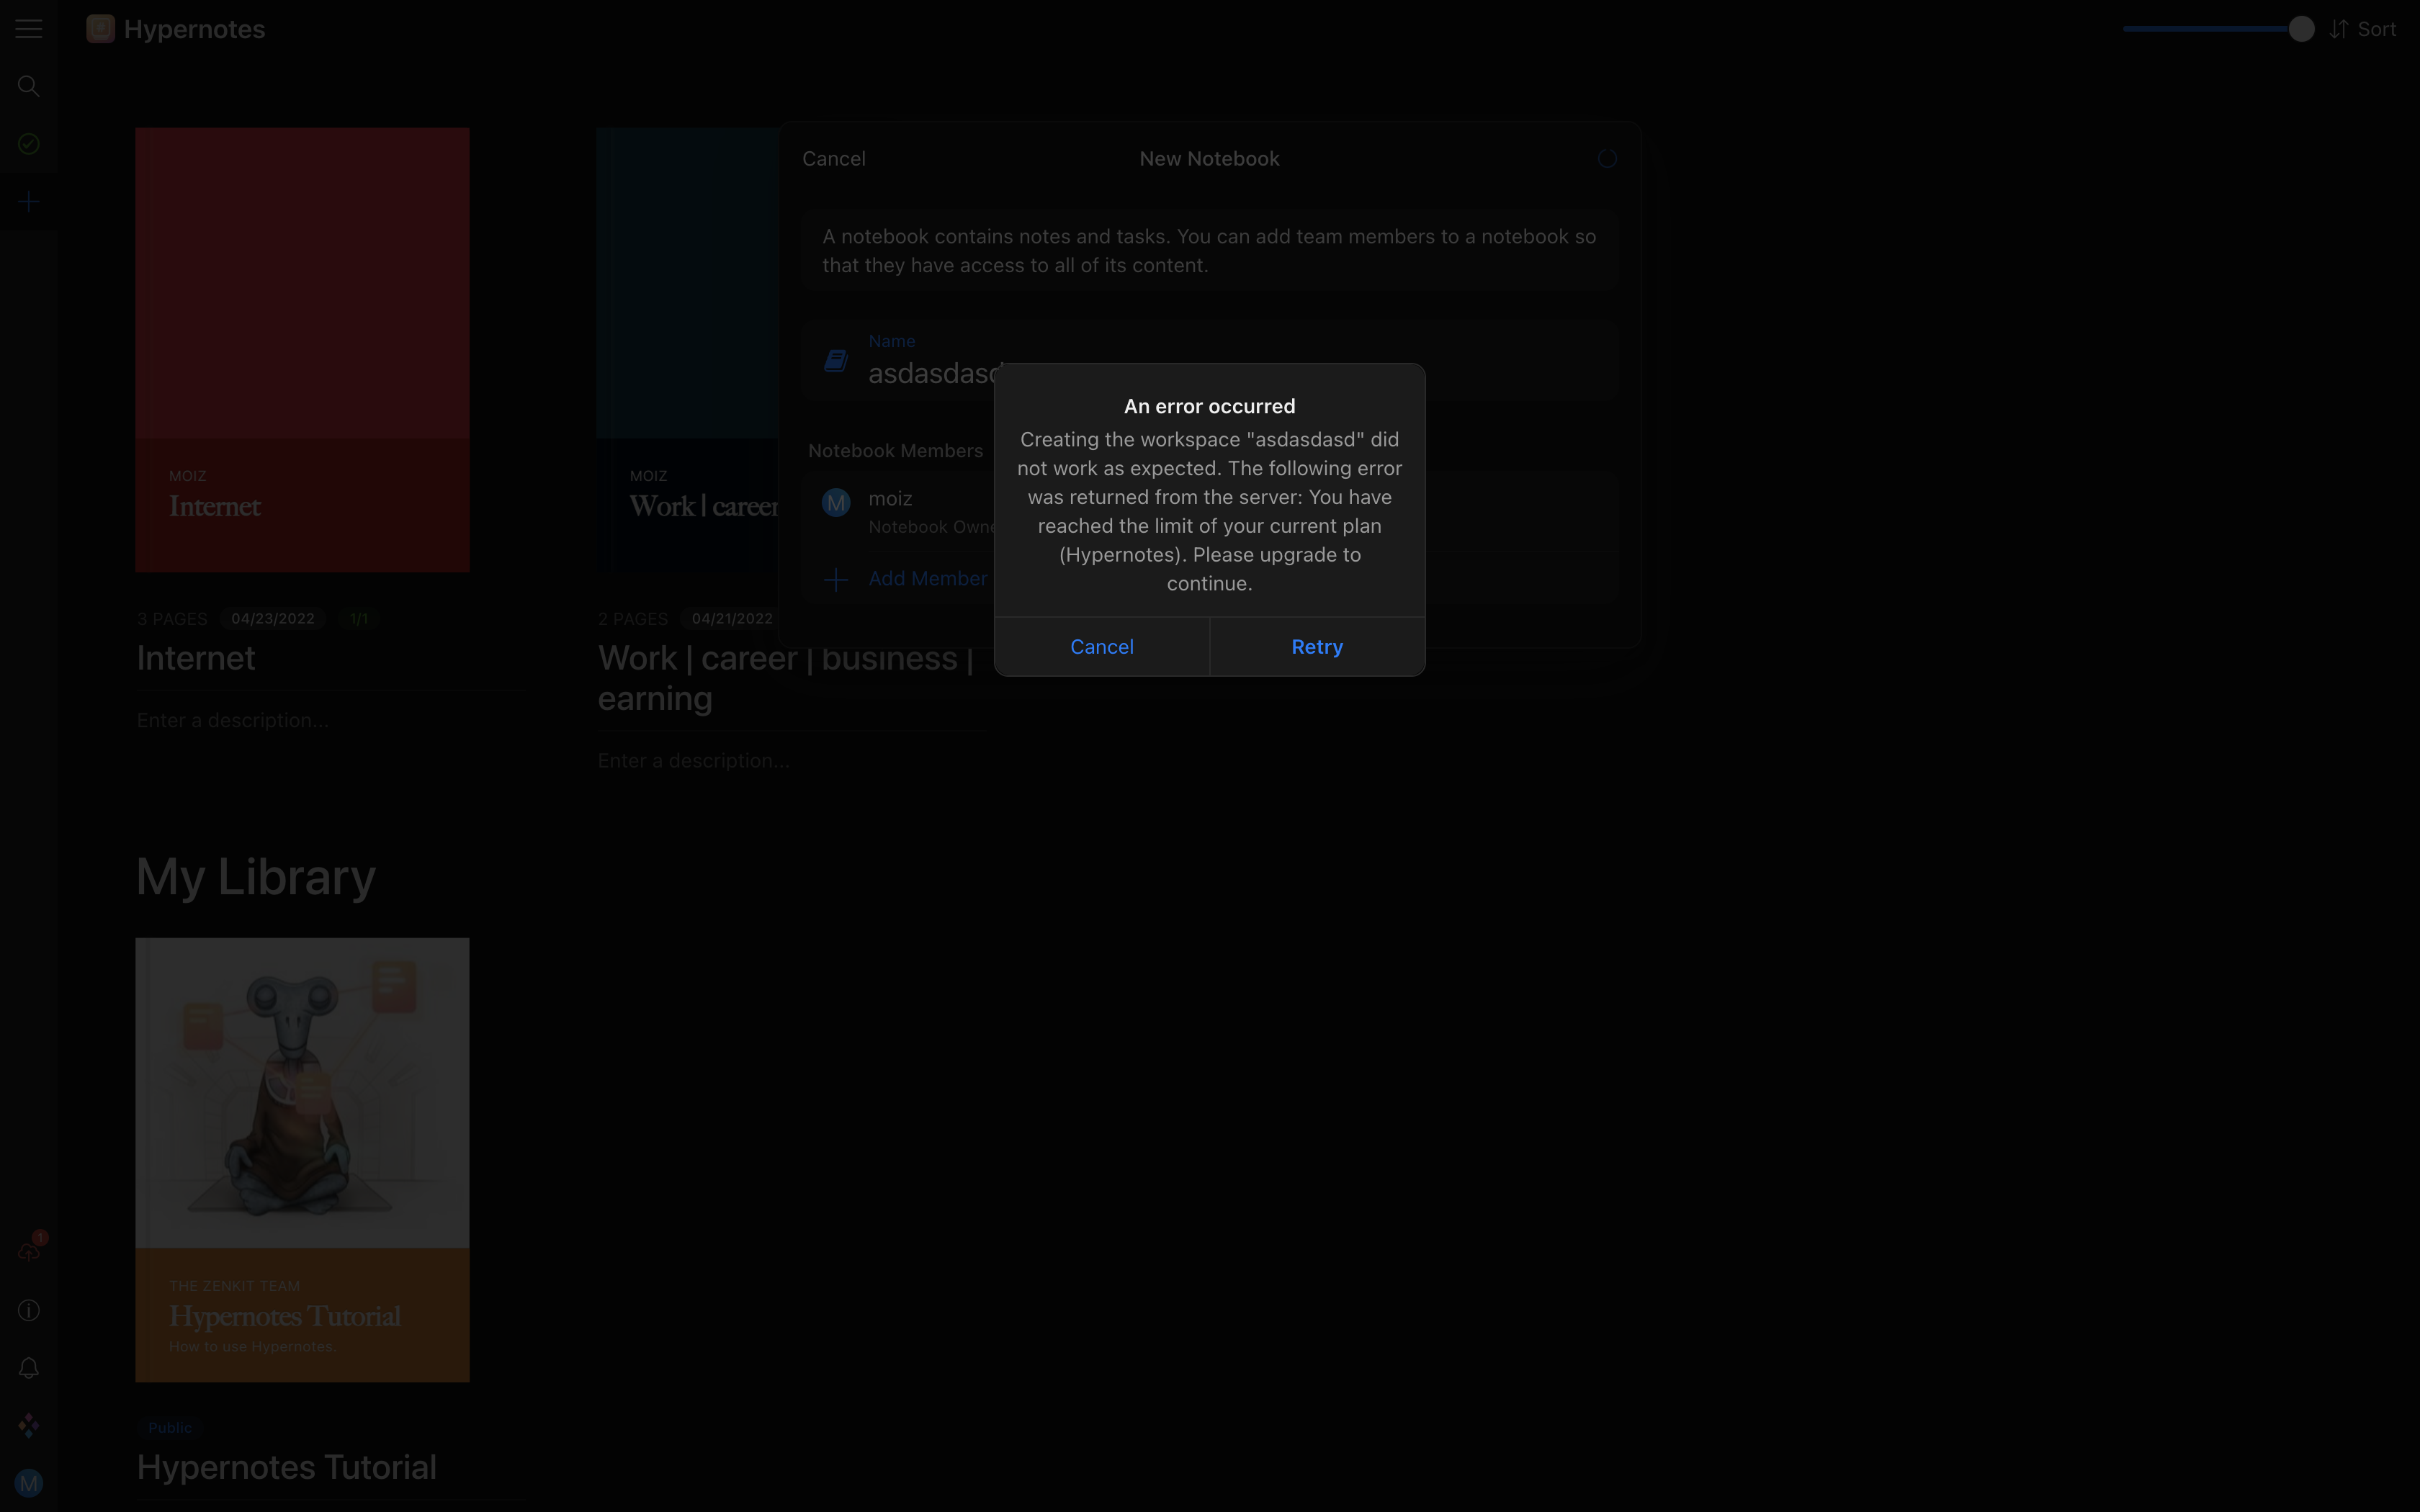 Hypernotes
Sort
Cancel
New Notebook
A notebook contains notes and tasks. You can add team members to a notebook so
that they have access to all of its content.
Name
asdasdasd
Notebook Members
M
moiz
Notebook Owne
Add Member
An error occurred
Creating the workspace "asdasdasd" did
not work as expected. The following error
was returned from the server: You have
reached the limit of your current plan
(Hypernotes). Please upgrade to
continue.
Cancel
Retry
MOIZ
Internet
MOIZ
Work | career
3 PAGES 04/23/2022 1/1
Internet
Enter a description...
2 PAGES 04/21/2022
Work | career | business |
earning
Enter a description...
My Library
THE ZENKIT TEAM
Hypernotes Tutorial
How to use Hypernotes.
Public
Hypernotes Tutorial
1
M